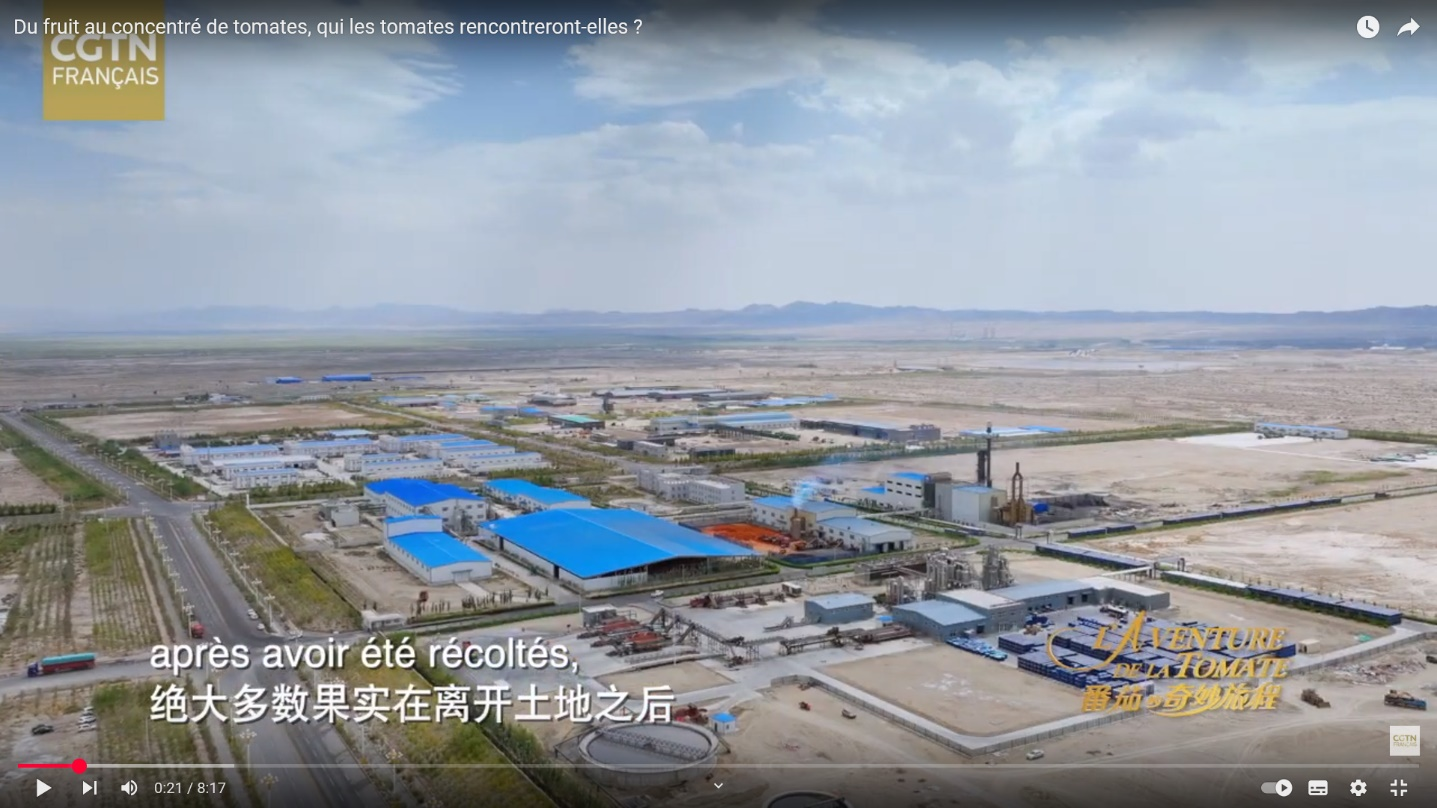 Du fruit au concentré de tomates, qui les tomates rencontreront-elles ?
CGTN
FRANÇAIS
après avoir été récoltés,
绝大多数果实在离开土地之后
L'AVENTURE
DE LA TOMATE
番茄的奇妙旅程
CGTN
FRANÇAIS
0:21 / 8:17